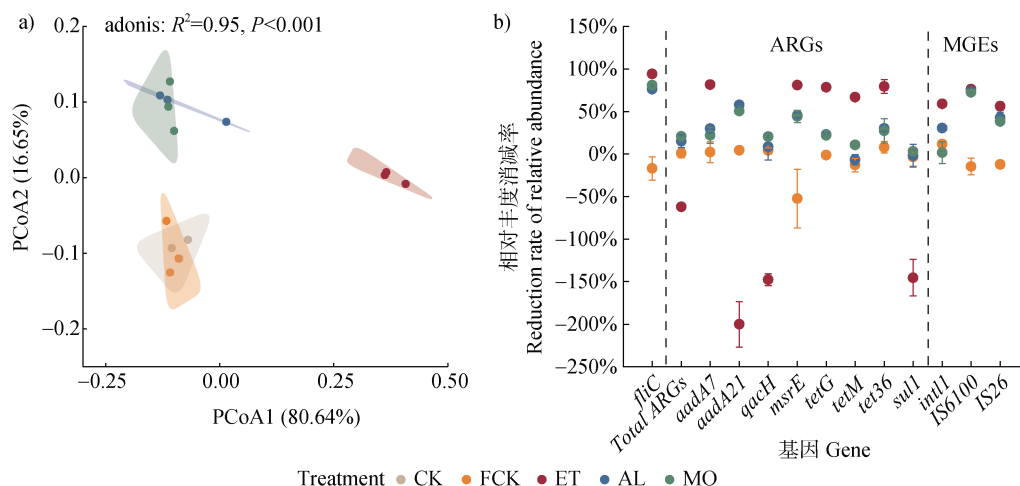 a)
adonis: R²=0.95, P<0.001
0.2
0.1
0.0
−0.1
−0.2
PCoA2 (16.65%)
−0.25
0.00
0.25
0.50
PCoA1 (80.64%)
b)
ARGs
MGEs
100%
50%
0%
−50%
−100%
−150%
−200%
−250%
相对丰度消减率
Reduction rate of relative abundance
fliC
Total ARGs
aadA7
aadA21
qacH
msrE
tetG
tetM
tet36
sul1
intI1
IS6100
IS26
基因 Gene
Treatment CK FCK ET AL MO